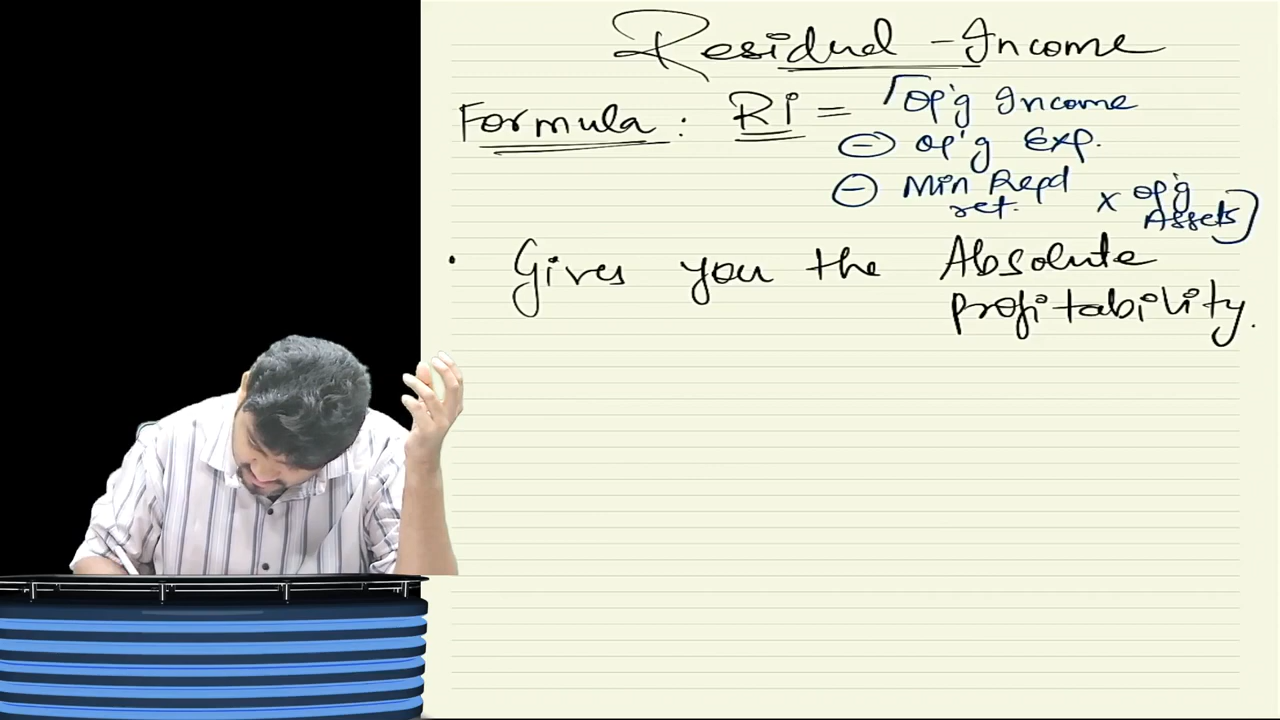 Residual - Income
Formula: RI = [Op'g Income
⊖ op'g Exp.
⊖ Min Reqd ret. × op'g Assets]
• Gives you the Absolute
profitability.